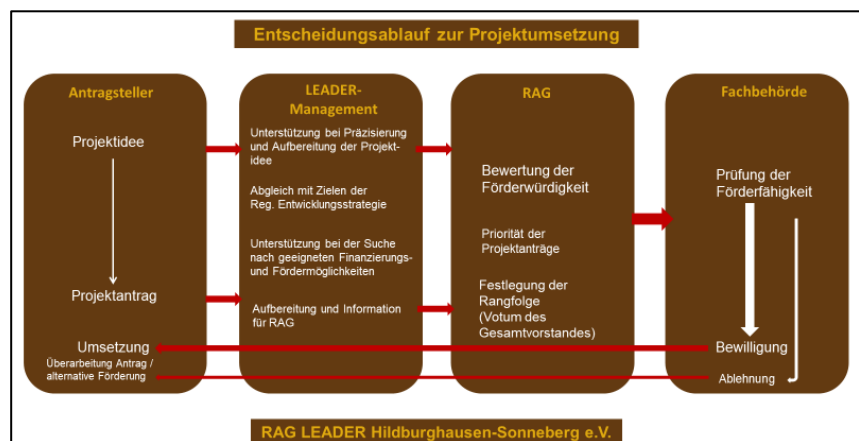 Entscheidungsablauf zur Projektumsetzung
Antragsteller
Projektidee
Projektantrag
Umsetzung
Überarbeitung Antrag /
alternative Förderung
LEADER-
Management
Unterstützung bei Präzisierung
und Aufbereitung der Projekt-
idee
Abgleich mit Zielen der
Reg. Entwicklungsstrategie
Unterstützung bei der Suche
nach geeigneten Finanzierungs-
und Fördermöglichkeiten
Aufbereitung und Information
für RAG
RAG
Bewertung der
Förderwürdigkeit
Priorität der
Projektanträge
Festlegung der
Rangfolge
(Votum des
Gesamtvorstandes)
Fachbehörde
Prüfung der
Förderfähigkeit
Bewilligung
Ablehnung
RAG LEADER Hildburghausen-Sonneberg e.V.